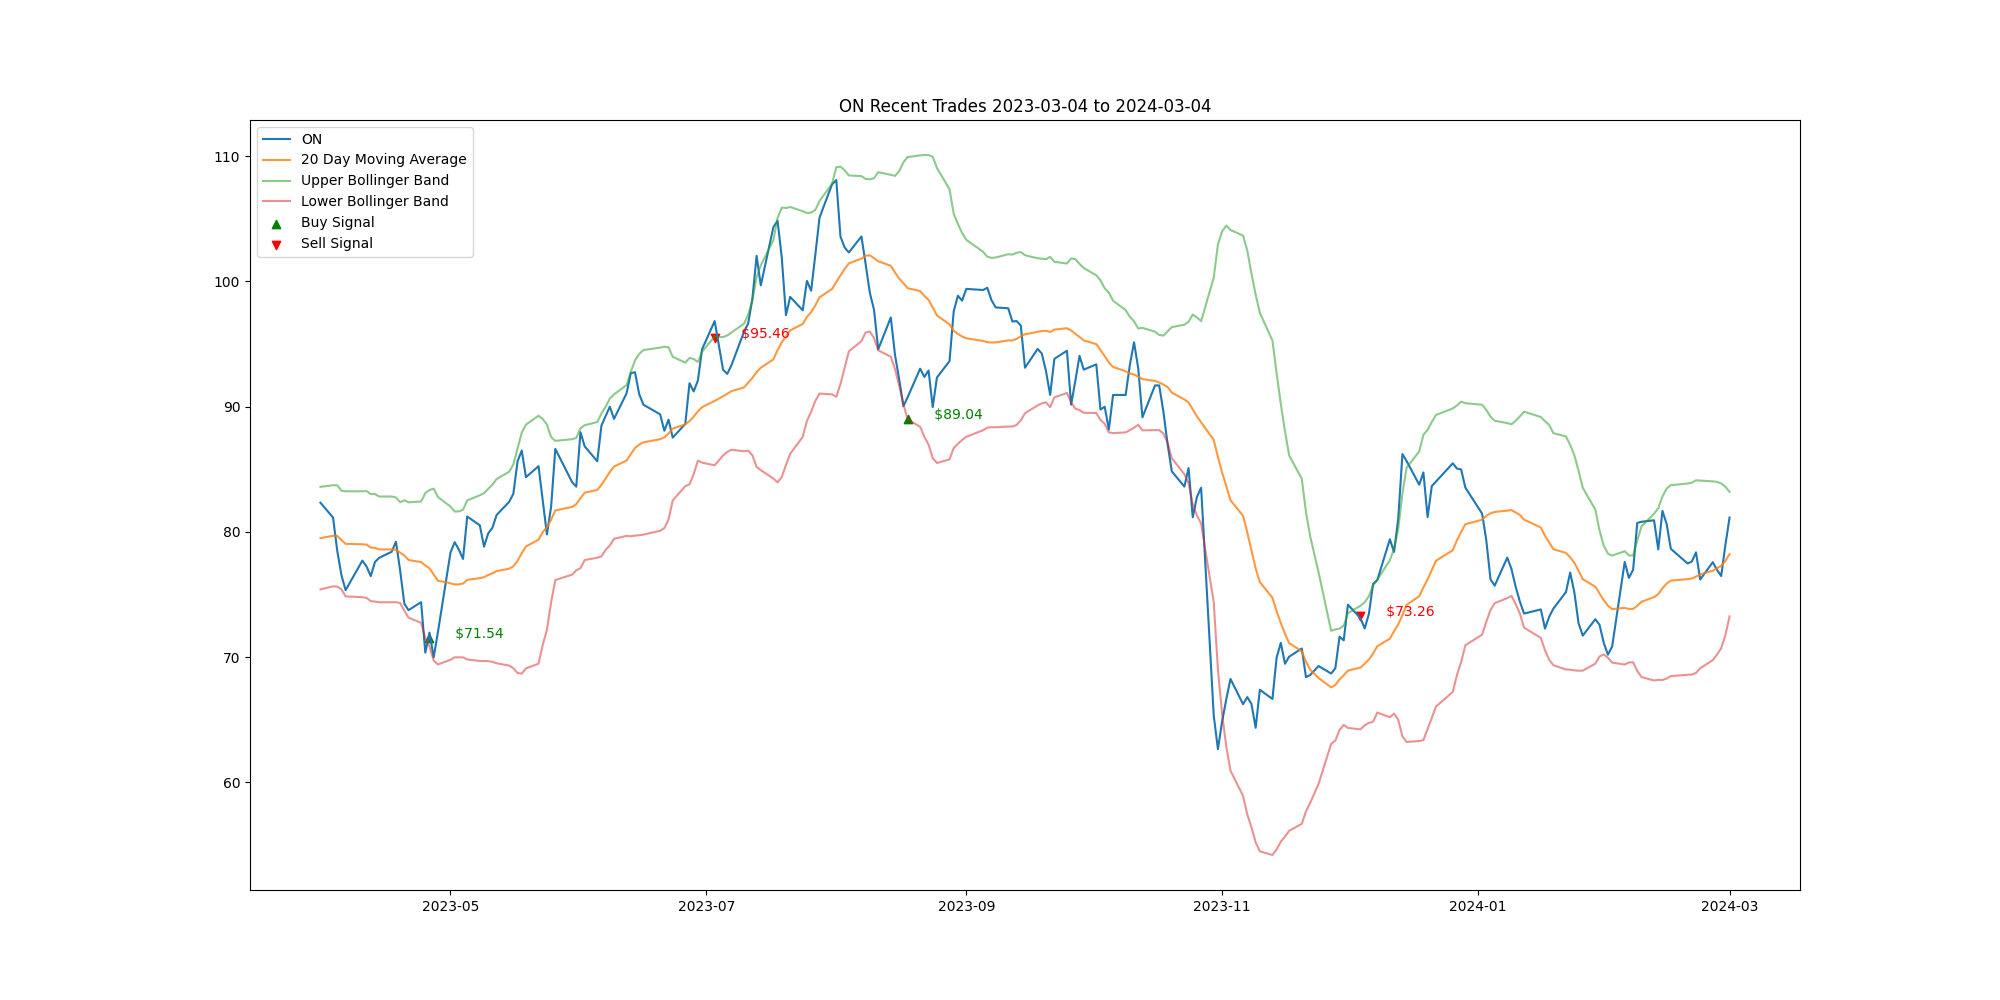 ON Recent Trades 2023-03-04 to 2024-03-04
ON
20 Day Moving Average
Upper Bollinger Band
Lower Bollinger Band
Buy Signal
Sell Signal
110
100
90
80
70
60
$95.46
$89.04
$71.54
$73.26
2023-05
2023-07
2023-09
2023-11
2024-01
2024-03